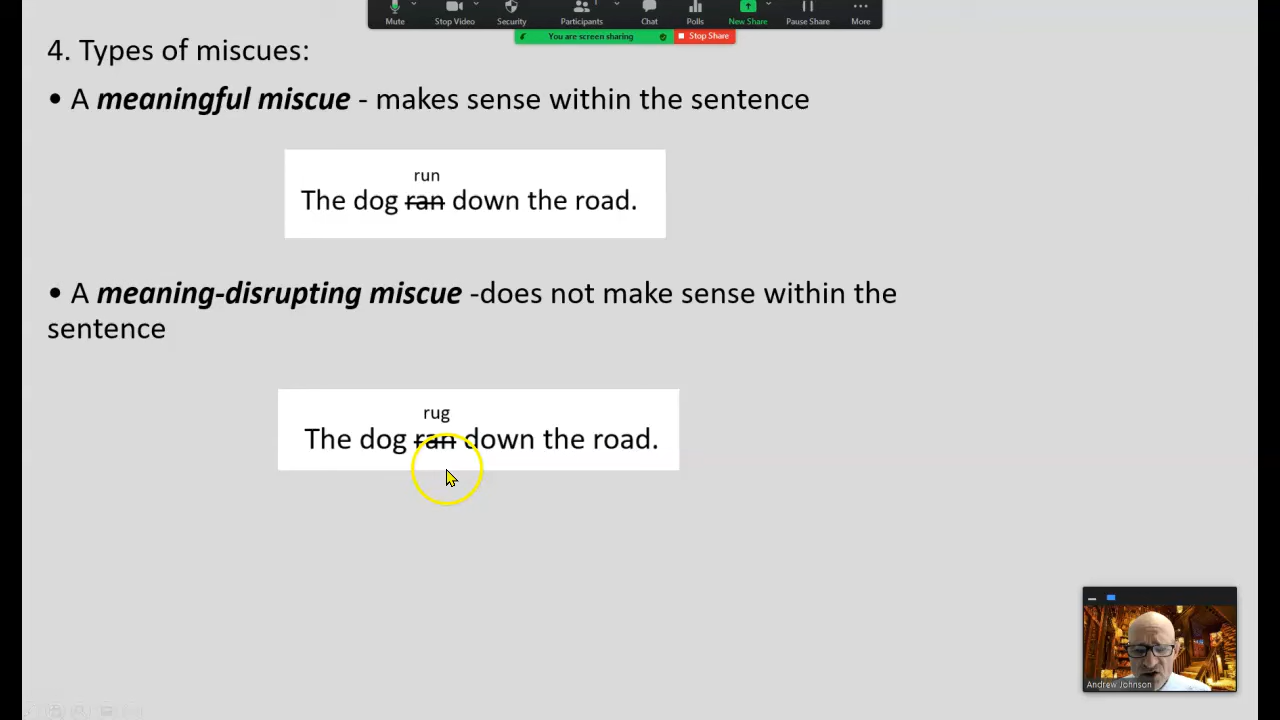 Mute
Stop Video
Security
Participants
1
Chat
Polls
New Share
Pause Share
More
You are screen sharing
Stop Share
4. Types of miscues:
• A meaningful miscue - makes sense within the sentence
run
The dog ran down the road.
• A meaning-disrupting miscue -does not make sense within the
sentence
rug
The dog ran down the road.
Andrew Johnson